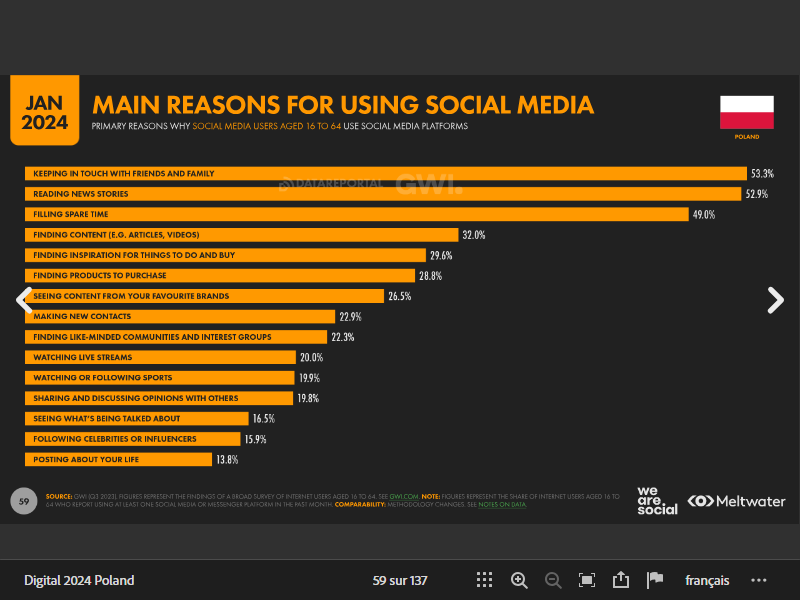 JAN
2024
MAIN REASONS FOR USING SOCIAL MEDIA
PRIMARY REASONS WHY SOCIAL MEDIA USERS AGED 16 TO 64 USE SOCIAL MEDIA PLATFORMS
POLAND
DATAREPORTAL GWI.
KEEPING IN TOUCH WITH FRIENDS AND FAMILY 53.3%
READING NEWS STORIES 52.9%
FILLING SPARE TIME 49.0%
FINDING CONTENT (E.G. ARTICLES, VIDEOS) 32.0%
FINDING INSPIRATION FOR THINGS TO DO AND BUY 29.6%
FINDING PRODUCTS TO PURCHASE 28.8%
SEEING CONTENT FROM YOUR FAVOURITE BRANDS 26.5%
MAKING NEW CONTACTS 22.9%
FINDING LIKE-MINDED COMMUNITIES AND INTEREST GROUPS 22.3%
WATCHING LIVE STREAMS 20.0%
WATCHING OR FOLLOWING SPORTS 19.9%
SHARING AND DISCUSSING OPINIONS WITH OTHERS 19.8%
SEEING WHAT'S BEING TALKED ABOUT 16.5%
FOLLOWING CELEBRITIES OR INFLUENCERS 15.9%
POSTING ABOUT YOUR LIFE 13.8%
59
SOURCE: GWI (Q3 2023). FIGURES REPRESENT THE FINDINGS OF A BROAD SURVEY OF INTERNET USERS AGED 16 TO 64. SEE GWI.COM. NOTE: FIGURES REPRESENT THE SHARE OF INTERNET USERS AGED 16 TO
64 WHO REPORT USING AT LEAST ONE SOCIAL MEDIA OR MESSENGER PLATFORM IN THE PAST MONTH. COMPARABILITY: METHODOLOGY CHANGES. SEE NOTES ON DATA.
we
are.
social
Meltwater
Digital 2024 Poland
59 sur 137
français